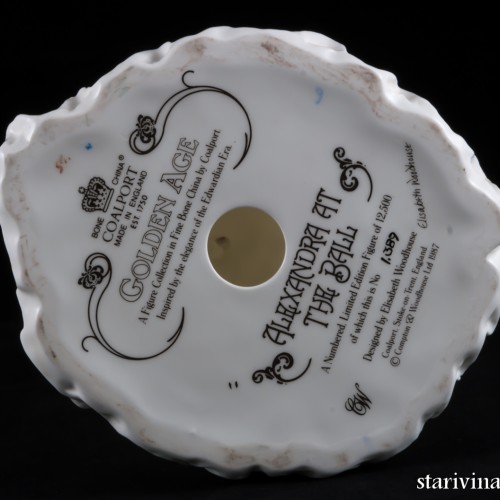 BONE CHINA ®
COALPORT
MADE IN ENGLAND
EST 1750
GOLDEN AGE
A Figure Collection in Fine Bone China by Coalport
Inspired by the elegance of the Edwardian Era.
ALEXANDRA AT
THE BALL
A Numbered, Limited Edition Figure of 12,500
of which this is No 1,389
Designed by Elisabeth Woodhouse
Coalport, Stoke on Trent, England
© Compton & Woodhouse Ltd 1987
Elisabeth Woodhouse
CW
starivina